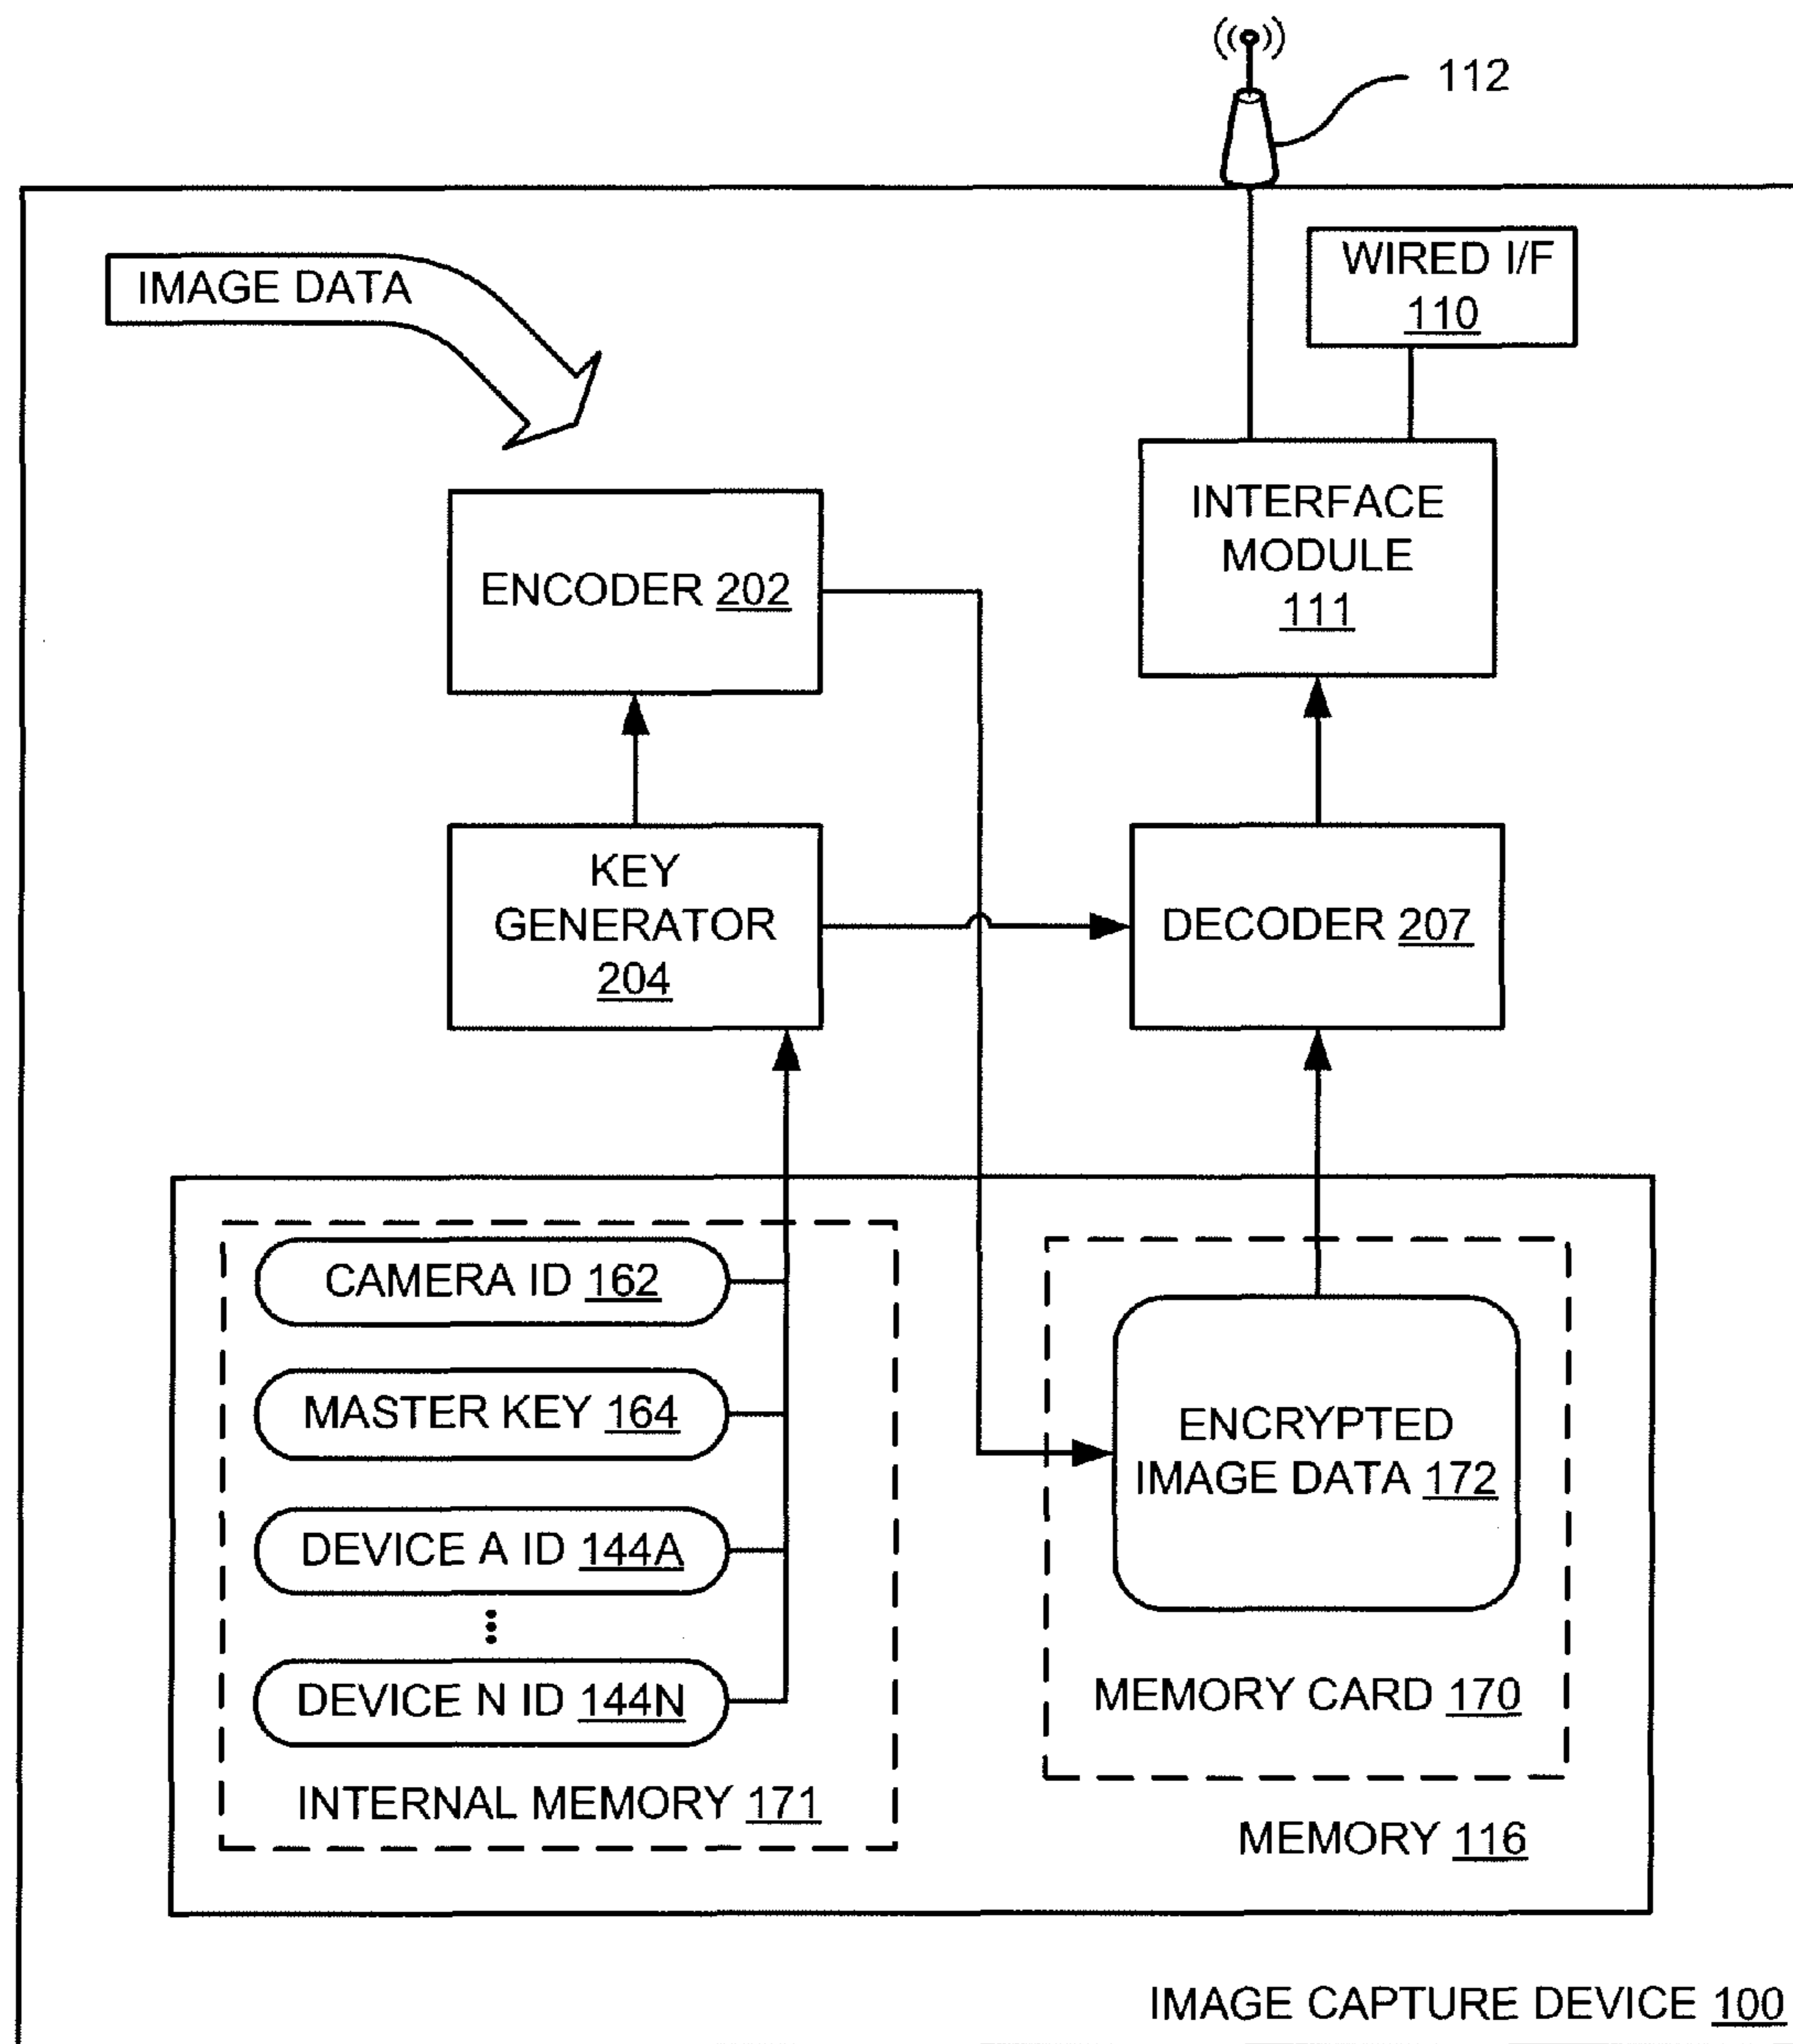 112
WIRED I/F
110
IMAGE DATA
INTERFACE
MODULE
111
ENCODER 202
KEY
GENERATOR
204
DECODER 207
CAMERA ID 162
MASTER KEY 164
DEVICE A ID 144A
DEVICE N ID 144N
INTERNAL MEMORY 171
ENCRYPTED
IMAGE DATA 172
MEMORY CARD 170
MEMORY 116
IMAGE CAPTURE DEVICE 100